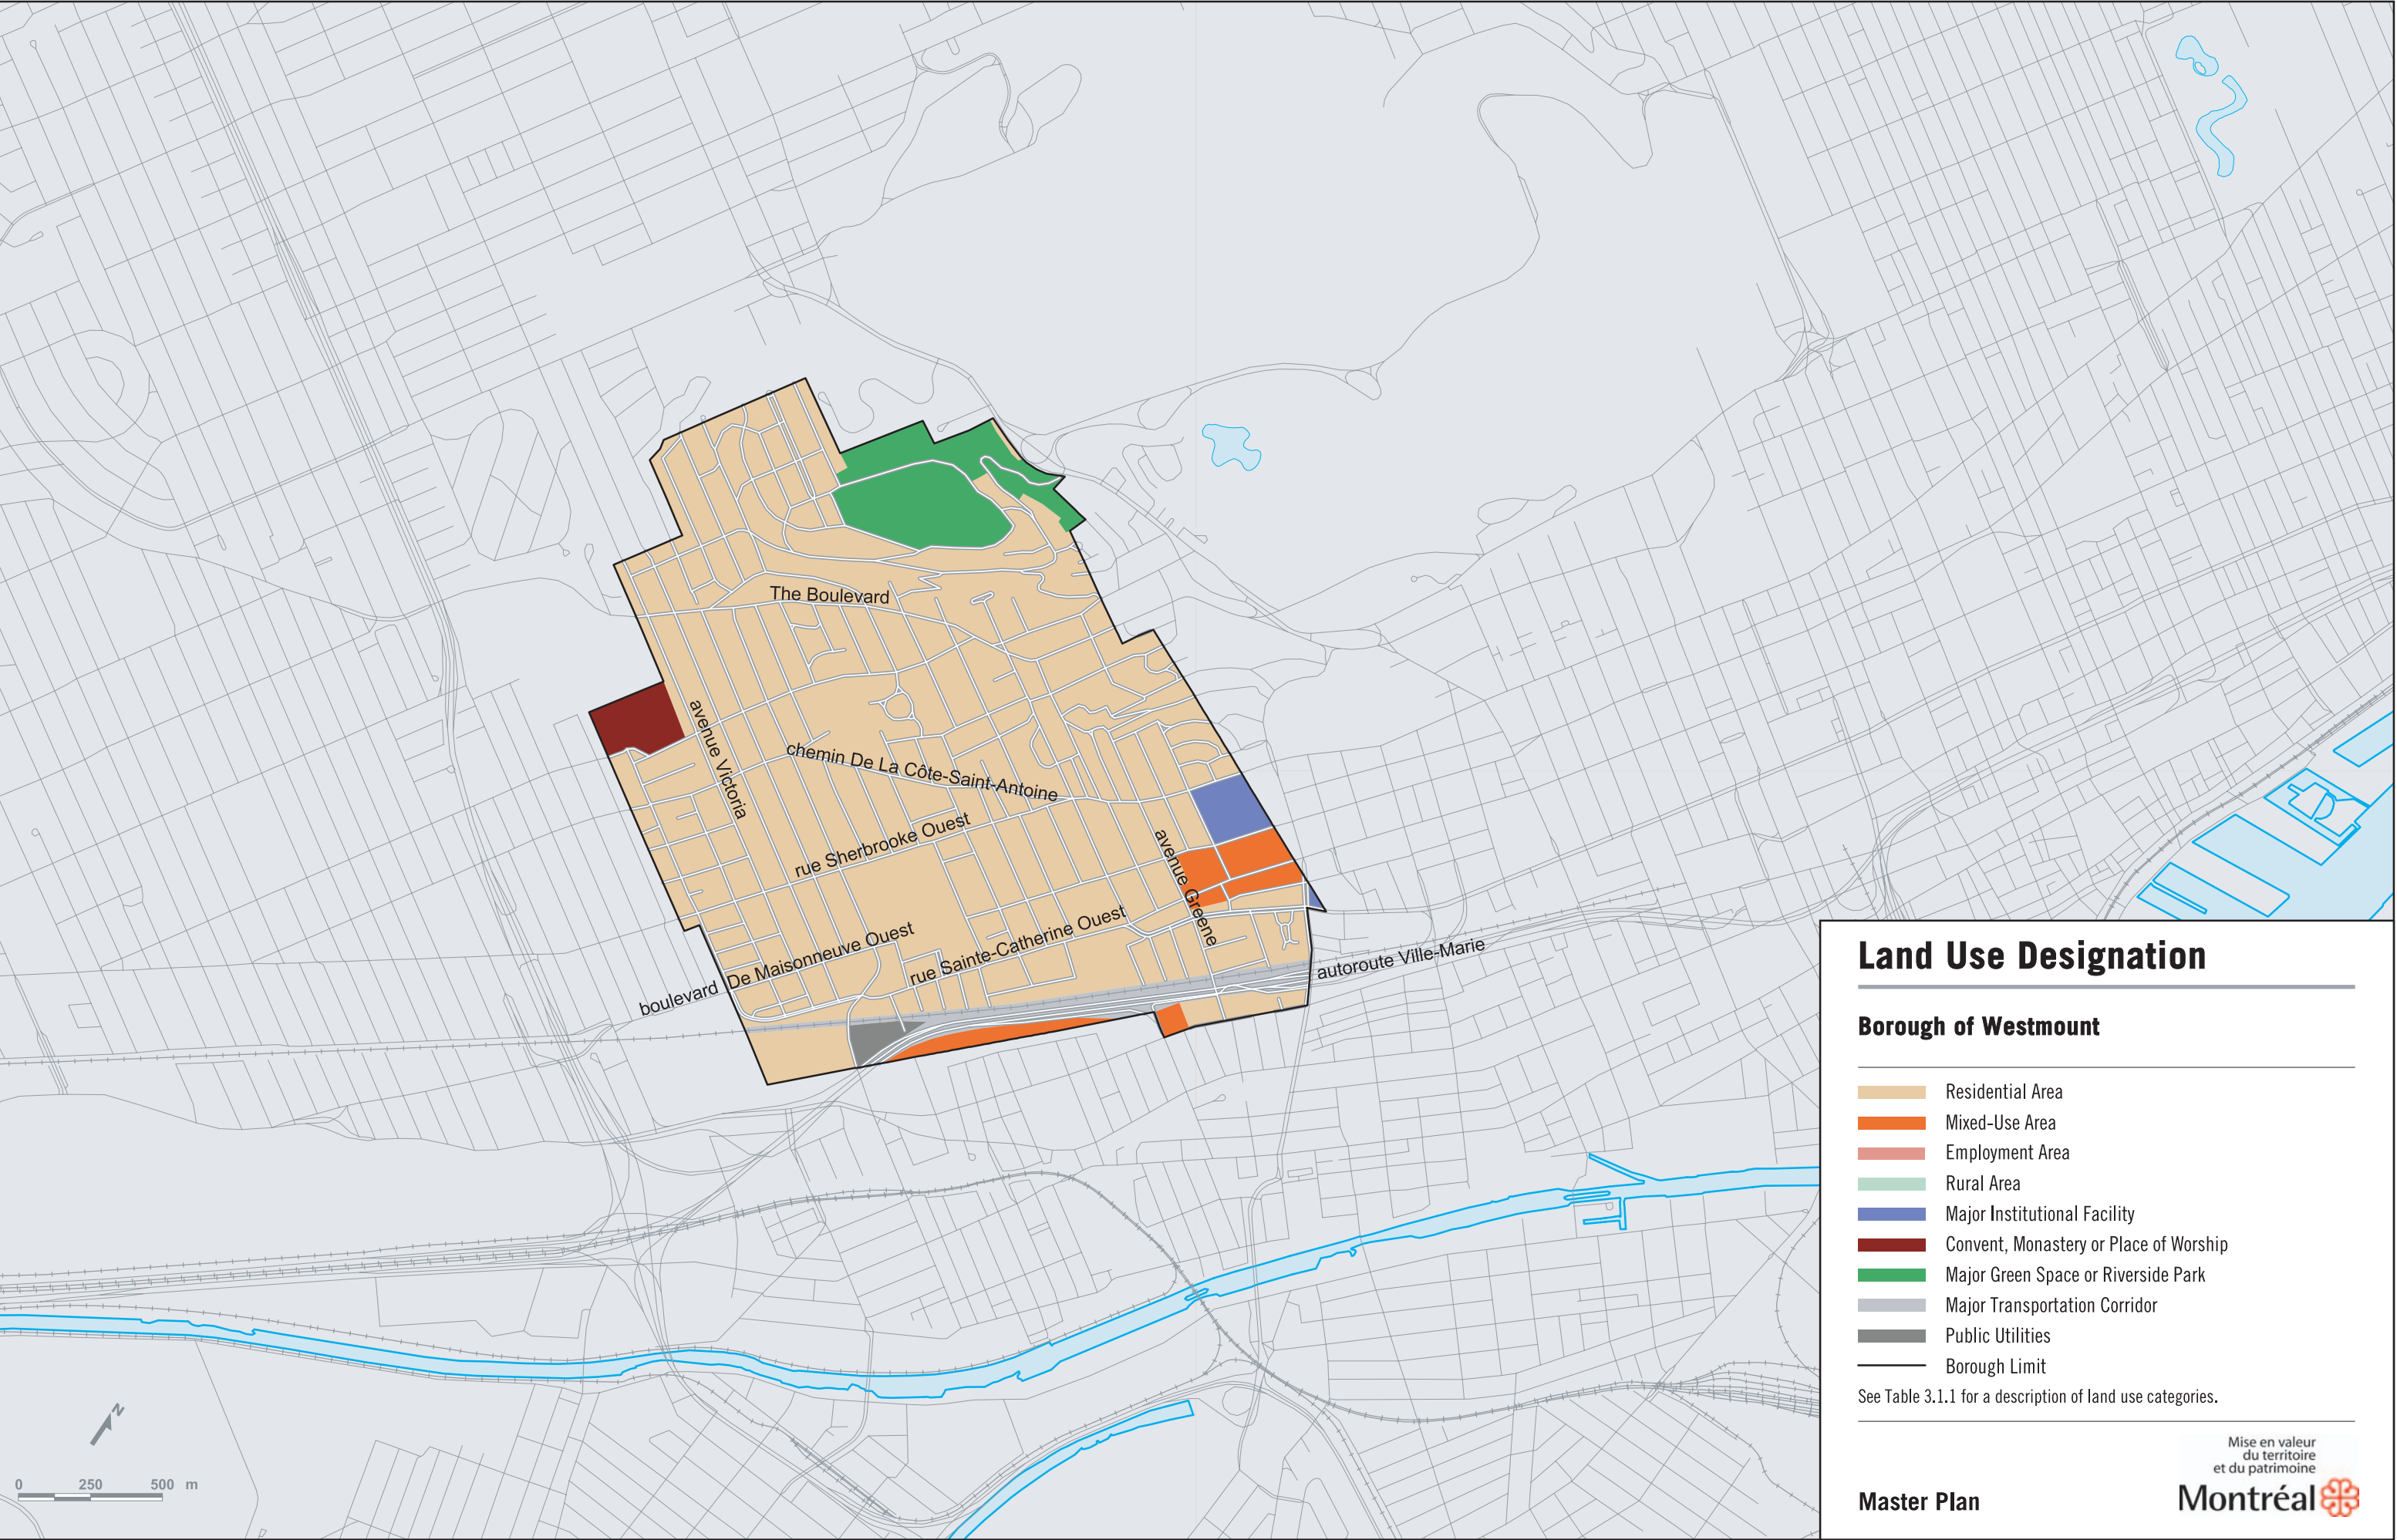 The Boulevard
avenue Victoria
chemin De La Côte-Saint-Antoine
rue Sherbrooke Ouest
avenue Greene
boulevard De Maisonneuve Ouest
rue Sainte-Catherine Ouest
autoroute Ville-Marie
N
0 250 500 m
Land Use Designation
Borough of Westmount
Residential Area
Mixed-Use Area
Employment Area
Rural Area
Major Institutional Facility
Convent, Monastery or Place of Worship
Major Green Space or Riverside Park
Major Transportation Corridor
Public Utilities
Borough Limit
See Table 3.1.1 for a description of land use categories.
Mise en valeur
du territoire
et du patrimoine
Master Plan
Montréal